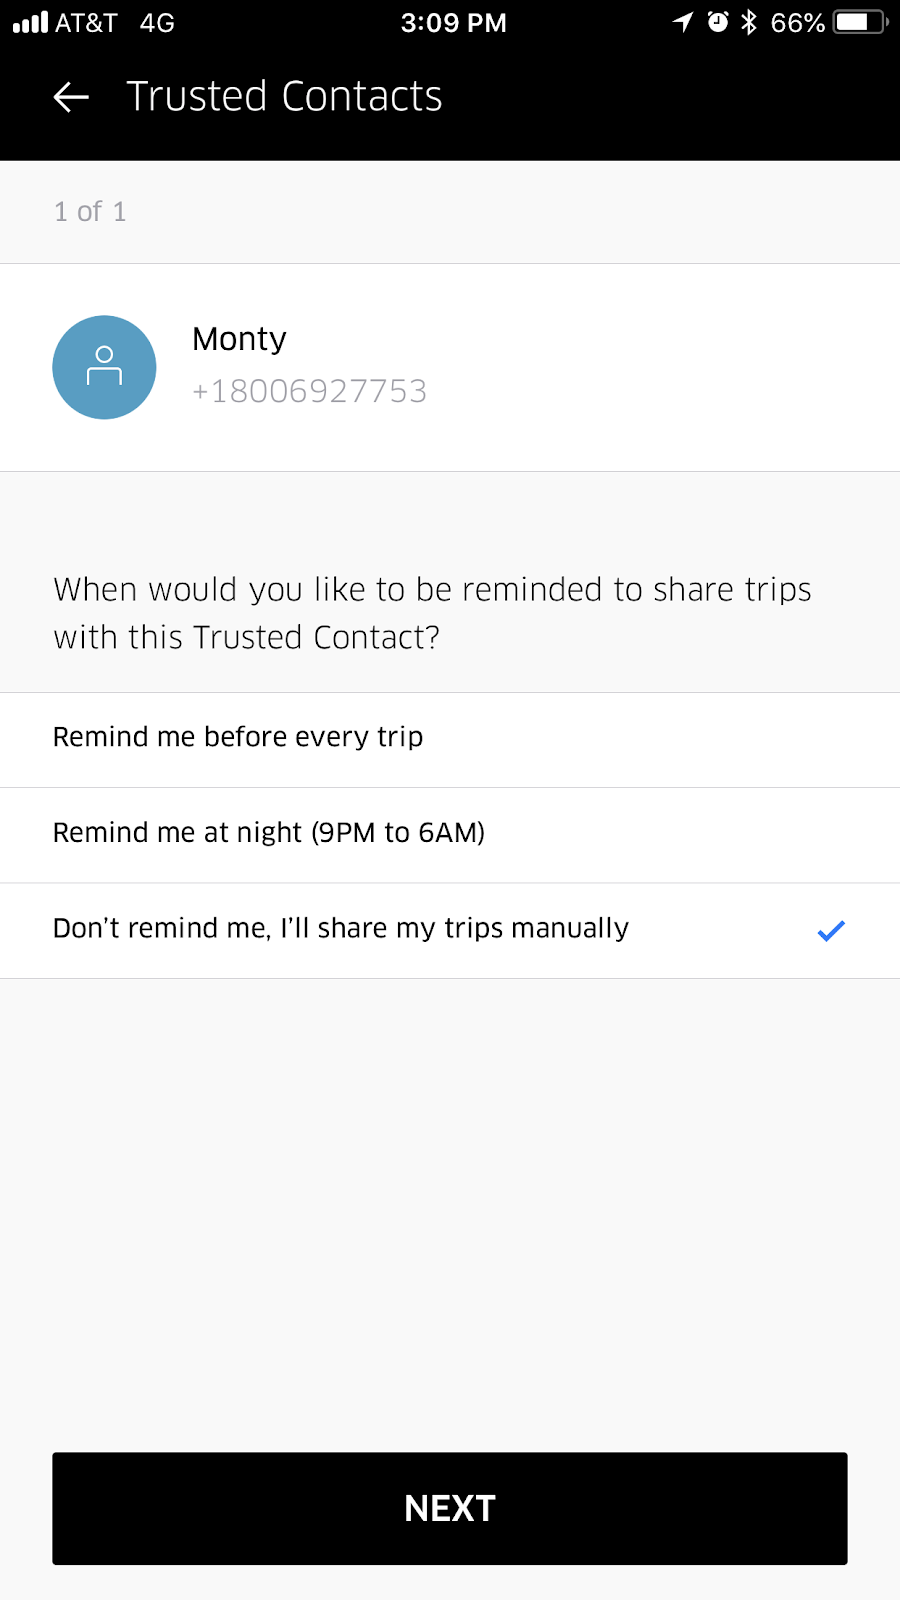 AT&T 4G 3:09 PM 66%
Trusted Contacts
1 of 1
Monty
+18006927753
When would you like to be reminded to share trips
with this Trusted Contact?
Remind me before every trip
Remind me at night (9PM to 6AM)
Don’t remind me, I’ll share my trips manually
NEXT